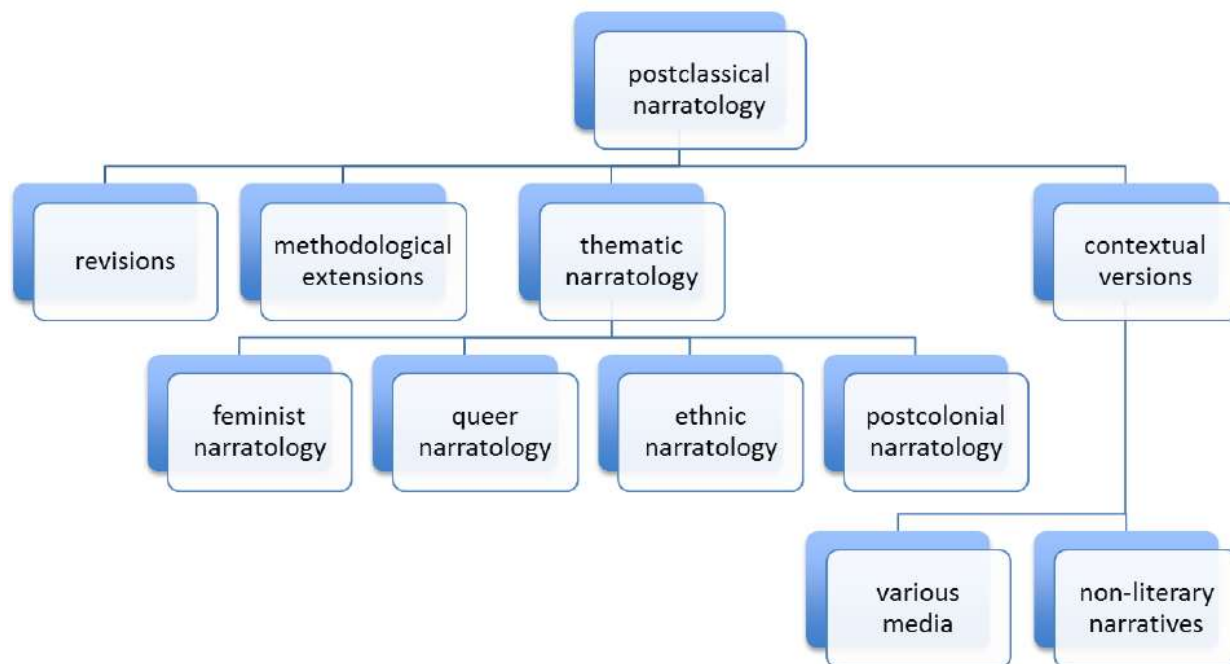 postclassical
narratology
revisions
methodological
extensions
thematic
narratology
contextual
versions
feminist
narratology
queer
narratology
ethnic
narratology
postcolonial
narratology
various
media
non-literary
narratives